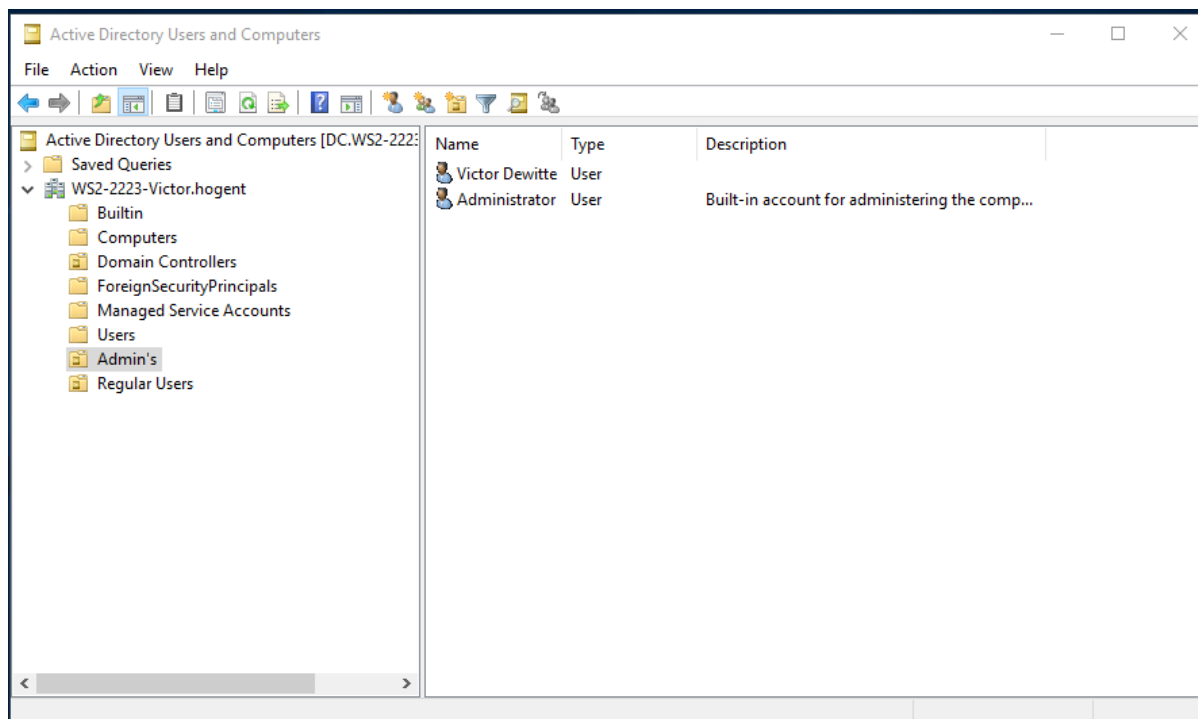 Active Directory Users and Computers
File Action View Help
Active Directory Users and Computers [DC.WS2-222
Saved Queries
WS2-2223-Victor.hogent
Builtin
Computers
Domain Controllers
ForeignSecurityPrincipals
Managed Service Accounts
Users
Admin's
Regular Users
Name Type Description
Victor Dewitte User
Administrator User Built-in account for administering the comp...